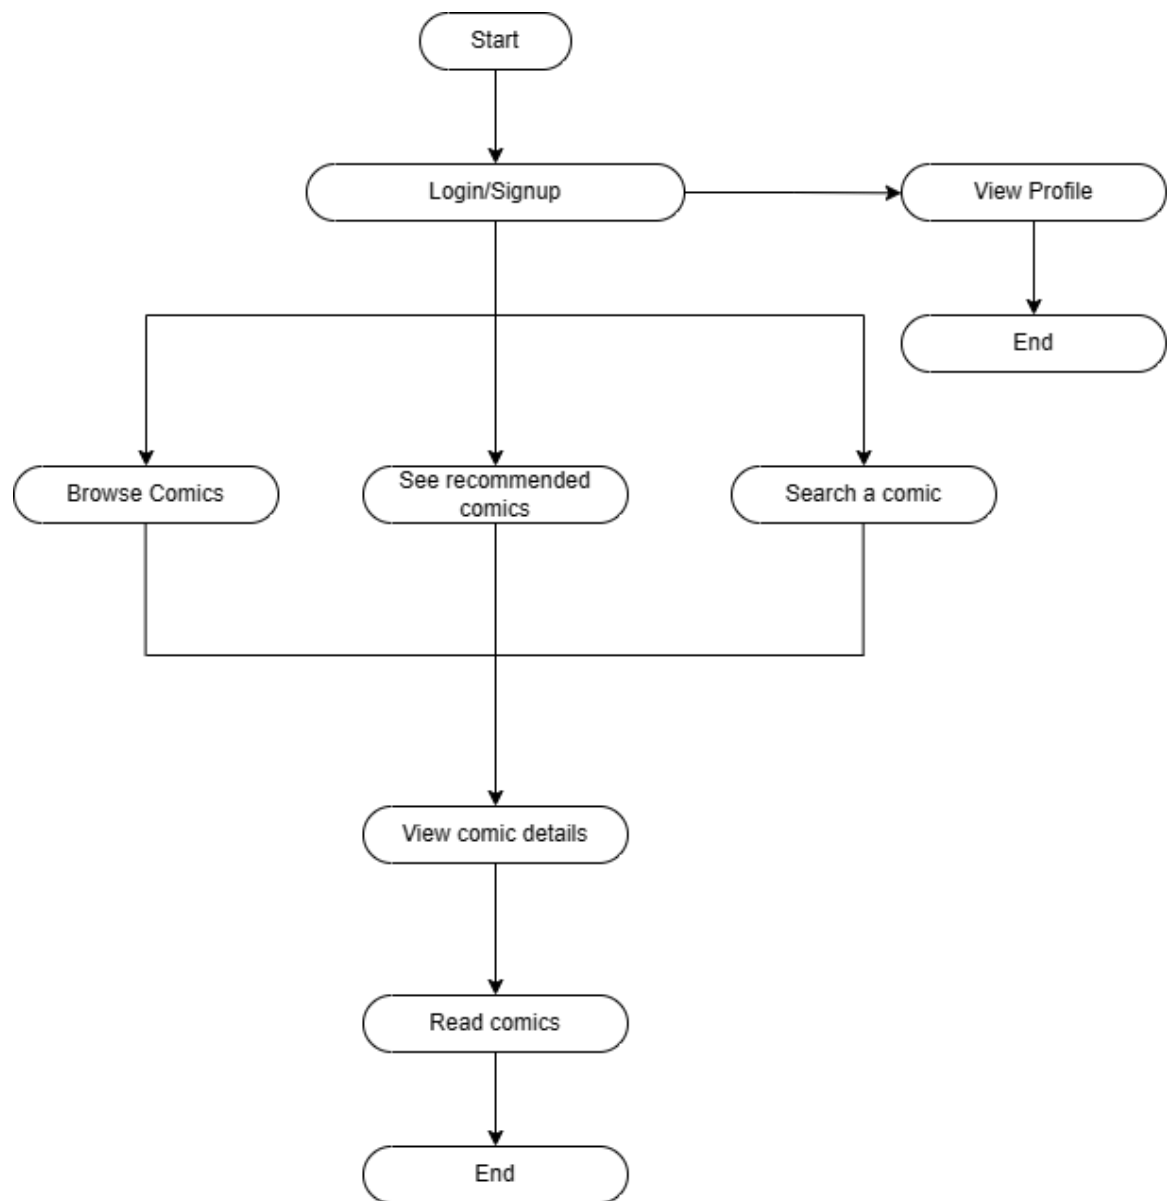 Start
Login/Signup
View Profile
End
Browse Comics
See recommended
comics
Search a comic
View comic details
Read comics
End